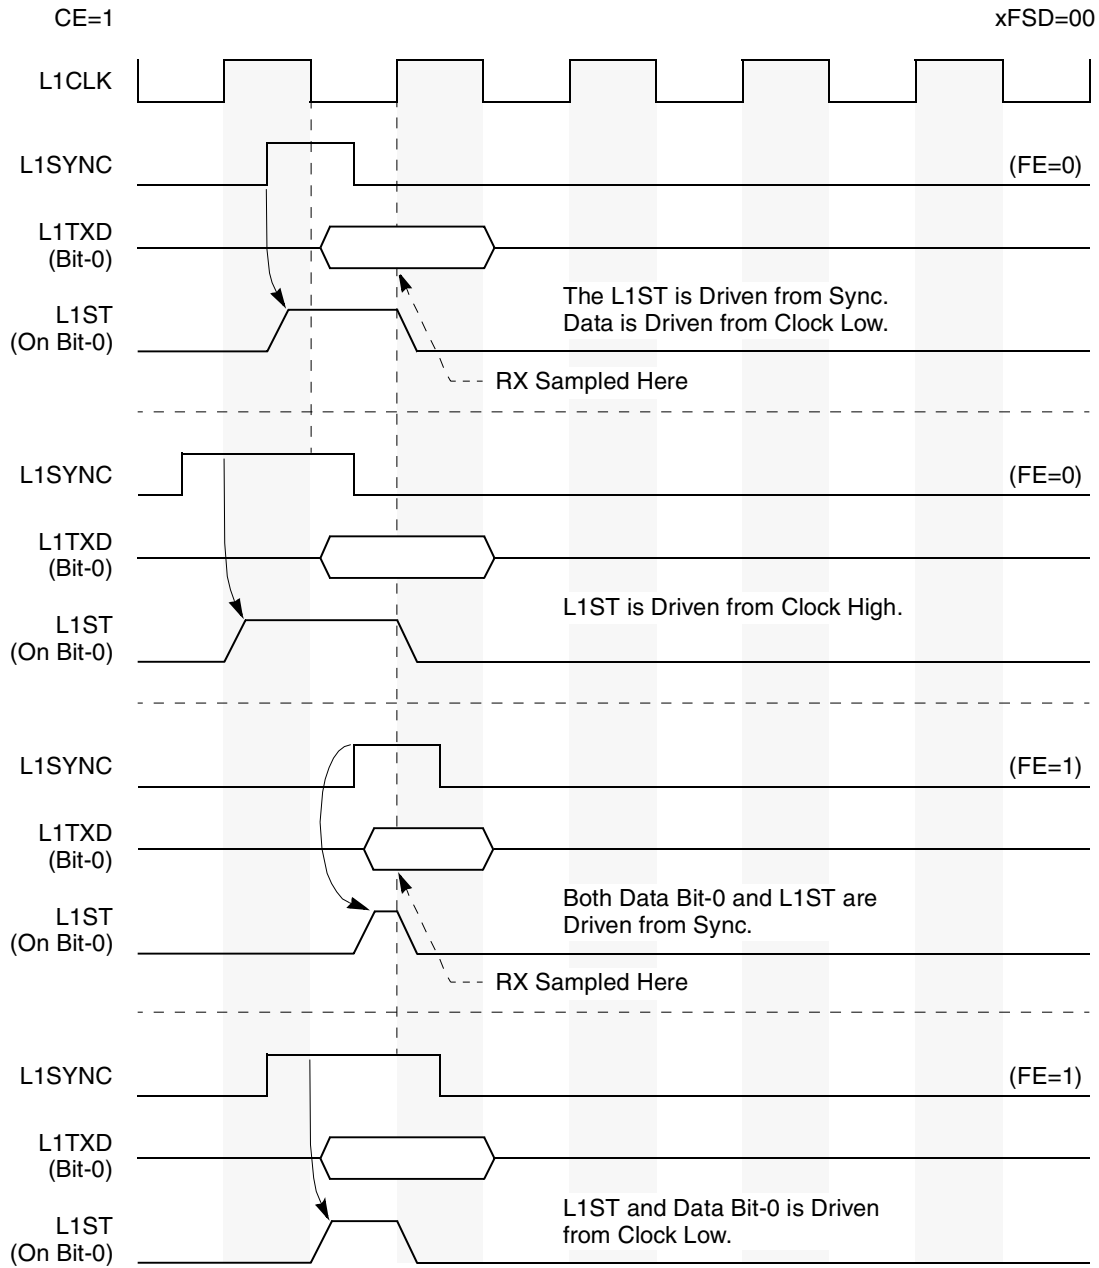 CE=1
xFSD=00
L1CLK
L1SYNC
(FE=0)
L1TXD
(Bit-0)
The L1ST is Driven from Sync.
Data is Driven from Clock Low.
L1ST
(On Bit-0)
RX Sampled Here
L1SYNC
(FE=0)
L1TXD
(Bit-0)
L1ST is Driven from Clock High.
L1ST
(On Bit-0)
L1SYNC
(FE=1)
L1TXD
(Bit-0)
Both Data Bit-0 and L1ST are
Driven from Sync.
L1ST
(On Bit-0)
RX Sampled Here
L1SYNC
(FE=1)
L1TXD
(Bit-0)
L1ST and Data Bit-0 is Driven
from Clock Low.
L1ST
(On Bit-0)